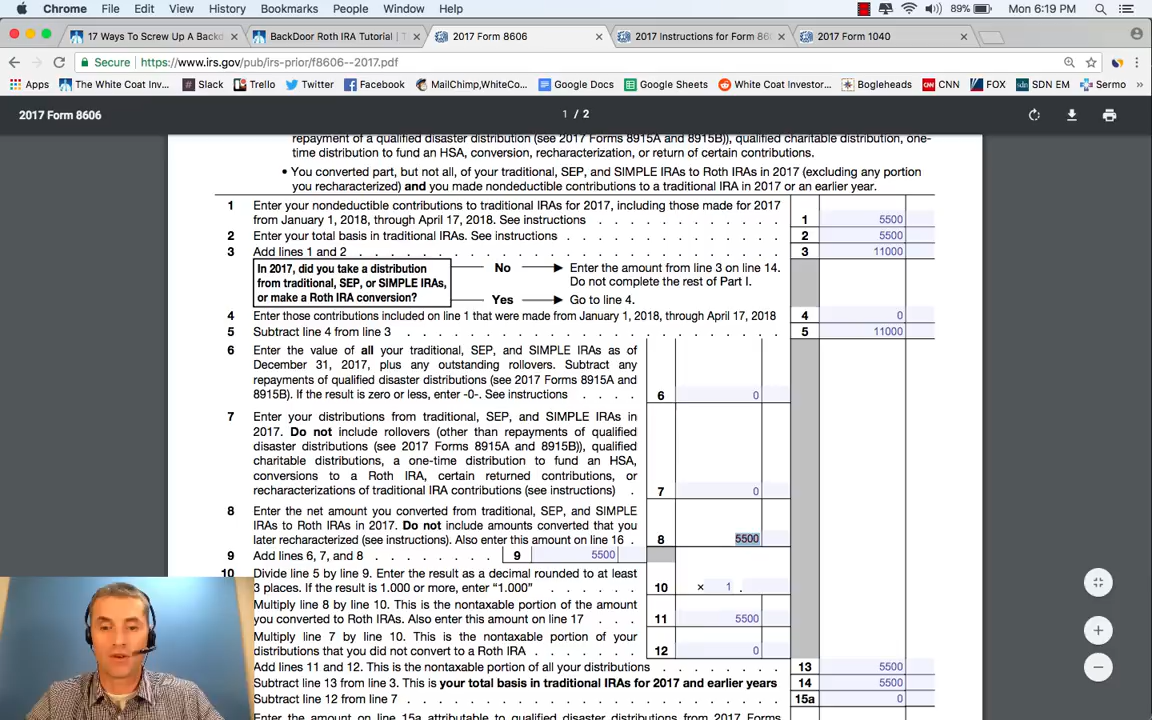 Chrome File Edit View History Bookmarks People Window Help 89% Mon 6:19 PM
17 Ways To Screw Up A Backd × BackDoor Roth IRA Tutorial | T × 2017 Form 8606 × 2017 Instructions for Form 86 × 2017 Form 1040 ×
Secure https://www.irs.gov/pub/irs-prior/f8606--2017.pdf
Apps The White Coat Inv... Slack Trello Twitter Facebook MailChimp,WhiteCo... Google Docs Google Sheets White Coat Investor... Bogleheads CNN FOX SDN EM Sermo »
2017 Form 8606 1 / 2
repayment of a qualified disaster distribution (see 2017 Forms 8915A and 8915B), qualified charitable distribution, one-
time distribution to fund an HSA, conversion, recharacterization, or return of certain contributions.
• You converted part, but not all, of your traditional, SEP, and SIMPLE IRAs to Roth IRAs in 2017 (excluding any portion
you recharacterized) and you made nondeductible contributions to a traditional IRA in 2017 or an earlier year.
1 Enter your nondeductible contributions to traditional IRAs for 2017, including those made for 2017
from January 1, 2018, through April 17, 2018. See instructions . . . . . . . . . . . . 1 5500
2 Enter your total basis in traditional IRAs. See instructions . . . . . . . . . . . . . 2 5500
3 Add lines 1 and 2 . . . . . . . . . . . . . . . . . . . . . . . . 3 11000
In 2017, did you take a distribution
from traditional, SEP, or SIMPLE IRAs,
or make a Roth IRA conversion?
No Enter the amount from line 3 on line 14.
Do not complete the rest of Part I.
Yes Go to line 4.
4 Enter those contributions included on line 1 that were made from January 1, 2018, through April 17, 2018 4 0
5 Subtract line 4 from line 3 . . . . . . . . . . . . . . . . . . . . . 5 11000
6 Enter the value of all your traditional, SEP, and SIMPLE IRAs as of
December 31, 2017, plus any outstanding rollovers. Subtract any
repayments of qualified disaster distributions (see 2017 Forms 8915A and
8915B). If the result is zero or less, enter -0-. See instructions . . . . 6 0
7 Enter your distributions from traditional, SEP, and SIMPLE IRAs in
2017. Do not include rollovers (other than repayments of qualified
disaster distributions (see 2017 Forms 8915A and 8915B)), qualified
charitable distributions, a one-time distribution to fund an HSA,
conversions to a Roth IRA, certain returned contributions, or
recharacterizations of traditional IRA contributions (see instructions) . 7 0
8 Enter the net amount you converted from traditional, SEP, and SIMPLE
IRAs to Roth IRAs in 2017. Do not include amounts converted that you
later recharacterized (see instructions). Also enter this amount on line 16 . 8 5500
9 Add lines 6, 7, and 8 . . . . . . . 9 5500
10 Divide line 5 by line 9. Enter the result as a decimal rounded to at least
3 places. If the result is 1.000 or more, enter “1.000” . . . . . . 10 × 1 .
Multiply line 8 by line 10. This is the nontaxable portion of the amount
you converted to Roth IRAs. Also enter this amount on line 17 . . . 11 5500
Multiply line 7 by line 10. This is the nontaxable portion of your
distributions that you did not convert to a Roth IRA . . . . . . . 12 0
Add lines 11 and 12. This is the nontaxable portion of all your distributions . . . . . . . 13 5500
Subtract line 13 from line 3. This is your total basis in traditional IRAs for 2017 and earlier years 14 5500
Subtract line 12 from line 7 . . . . . . . . . . . . . . . . . . . . 15a 0
Enter the amount on line 15a attributable to qualified disaster distributions from 2017 Forms